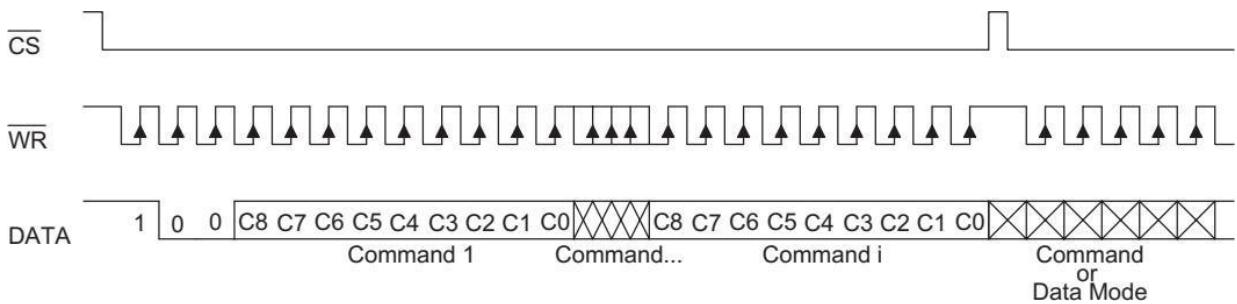 CS
WR
DATA 1 0 0 C8 C7 C6 C5 C4 C3 C2 C1 C0 C8 C7 C6 C5 C4 C3 C2 C1 C0
Command 1 Command... Command i Command
or
Data Mode